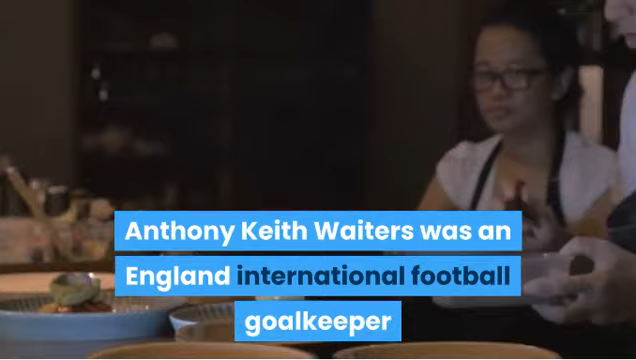 Anthony Keith Waiters was an
England international football
goalkeeper